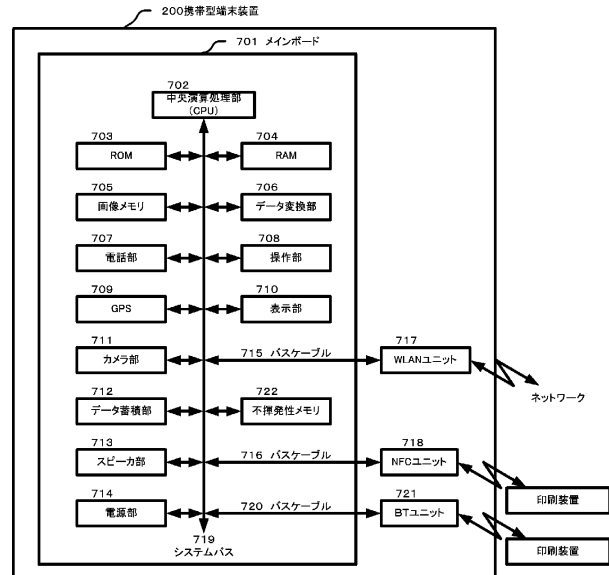 200携帯型端末装置
701 メインボード
702
中央演算処理部
(CPU)
703
ROM
704
RAM
705
画像メモリ
706
データ変換部
707
電話部
708
操作部
709
GPS
710
表示部
711
カメラ部
715 バスケーブル
717
WLANユニット
ネットワーク
712
データ蓄積部
722
不揮発性メモリ
713
スピーカ部
716 バスケーブル
718
NFCユニット
印刷装置
714
電源部
720 バスケーブル
721
BTユニット
印刷装置
719
システムバス